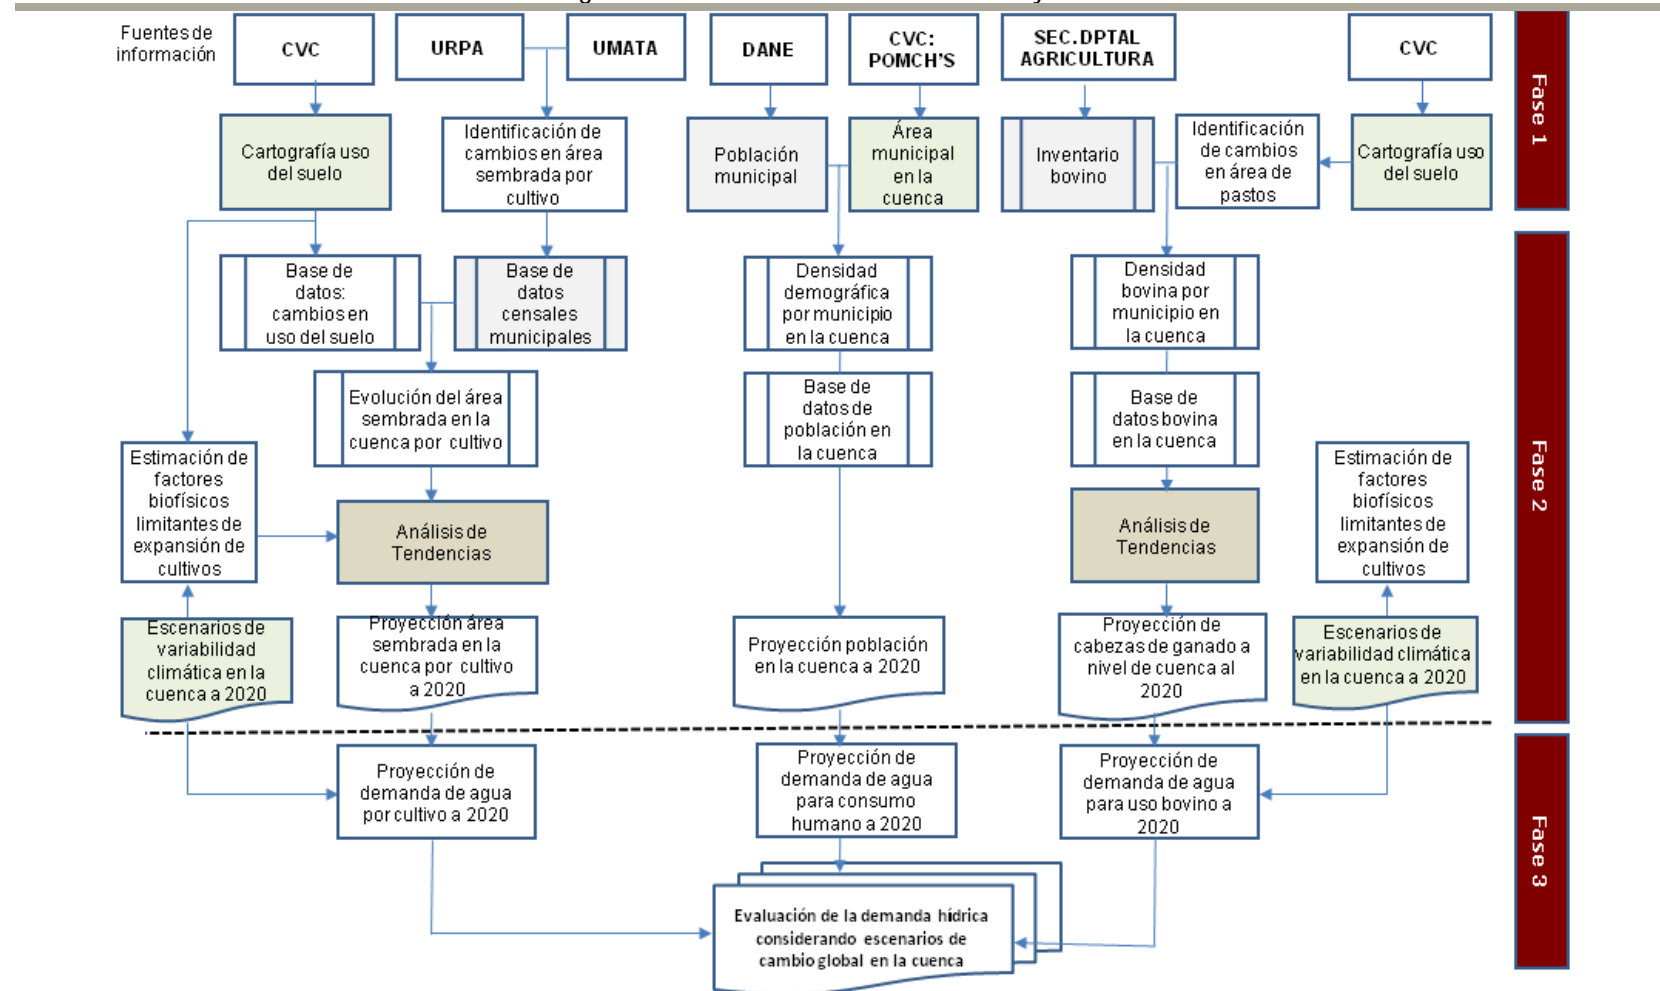 Fuentes de
información
CVC
URPA
UMATA
DANE
CVC:
POMCH'S
SEC.DPTAL
AGRICULTURA
CVC
Fase 1
Cartografía uso
del suelo
Identificación de
cambios en área
sembrada por
cultivo
Población
municipal
Área
municipal
en la
cuenca
Inventario
bovino
Identificación
de cambios
en área de
pastos
Cartografía uso
del suelo
Base de
datos:
cambios en
uso del suelo
Base de
datos
censales
municipales
Densidad
demográfica
por municipio
en la cuenca
Densidad
bovina por
municipio en
la cuenca
Fase 2
Evolución del área
sembrada en la
cuenca por cultivo
Base de
datos de
población en
la cuenca
Base de
datos bovina
en la cuenca
Estimación de
factores
biofísicos
limitantes de
expansión de
cultivos
Análisis de
Tendencias
Análisis de
Tendencias
Estimación de
factores
biofísicos
limitantes de
expansión de
cultivos
Escenarios de
variabilidad
climática en la
cuenca a 2020
Proyección área
sembrada en la
cuenca por cultivo
a 2020
Proyección población
en la cuenca a 2020
Proyección de
cabezas de ganado a
nivel de cuenca al
2020
Escenarios de
variabilidad climática
en la cuenca a 2020
Proyección de
demanda de agua
por cultivo a 2020
Proyección de
demanda de agua
para consumo
humano a 2020
Proyección de
demanda de agua
para uso bovino a
2020
Fase 3
Evaluación de la demanda hídrica
considerando escenarios de
cambio global en la cuenca